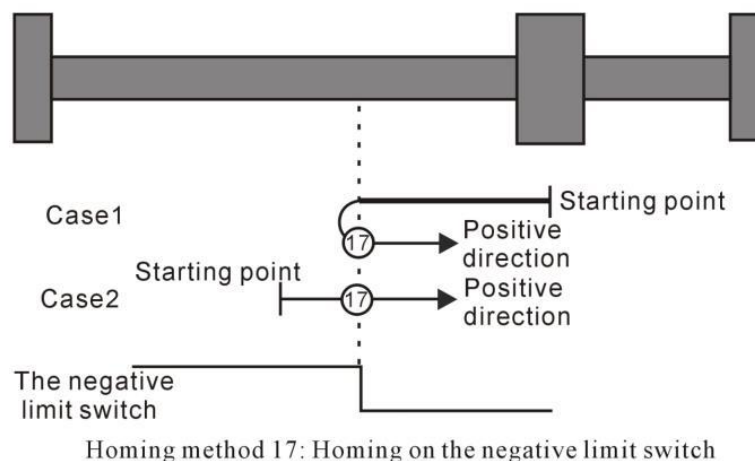 Case1
Starting point
17
Positive
direction
Starting point
Case2
17
Positive
direction
The negative
limit switch
Homing method 17: Homing on the negative limit switch